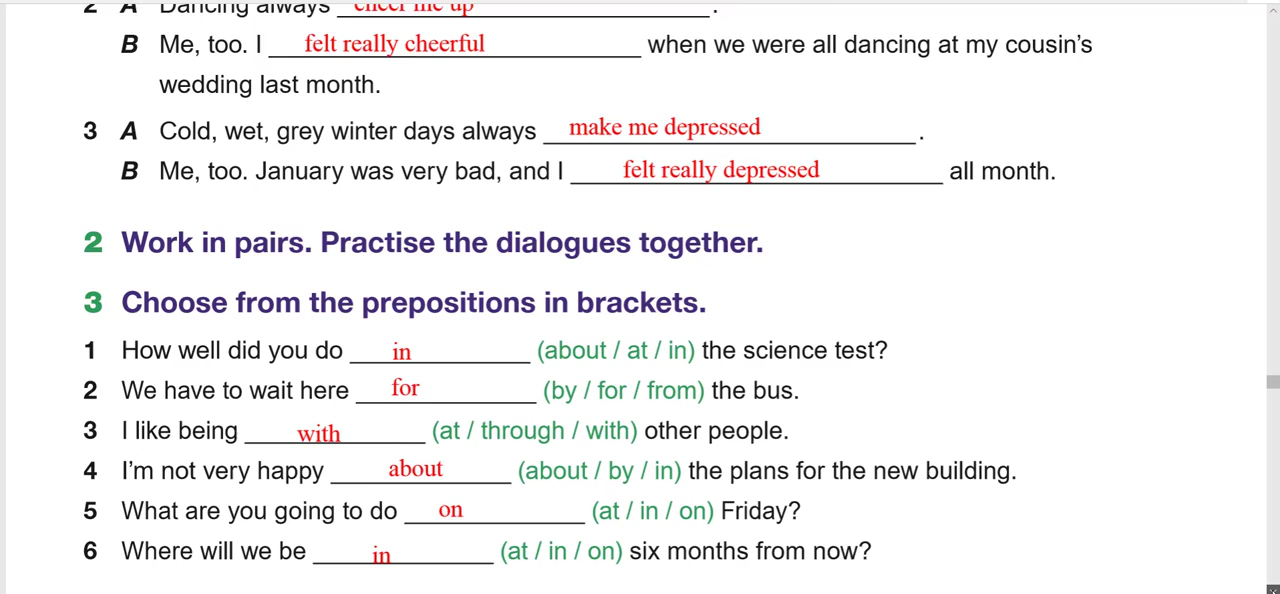 2 A Dancing always cheer me up.
B Me, too. I felt really cheerful when we were all dancing at my cousin's
wedding last month.
3 A Cold, wet, grey winter days always make me depressed.
B Me, too. January was very bad, and I felt really depressed all month.
2 Work in pairs. Practise the dialogues together.
3 Choose from the prepositions in brackets.
1 How well did you do in (about / at / in) the science test?
2 We have to wait here for (by / for / from) the bus.
3 I like being with (at / through / with) other people.
4 I'm not very happy about (about / by / in) the plans for the new building.
5 What are you going to do on (at / in / on) Friday?
6 Where will we be in (at / in / on) six months from now?